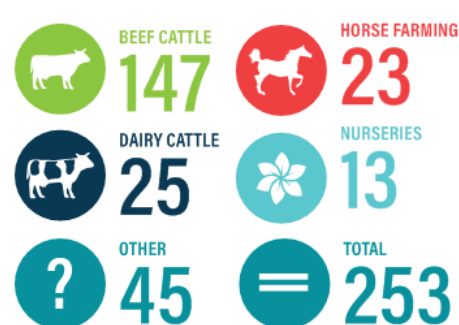 BEEF CATTLE
147
HORSE FARMING
23
DAIRY CATTLE
25
NURSERIES
13
?
OTHER
45
=
TOTAL
253